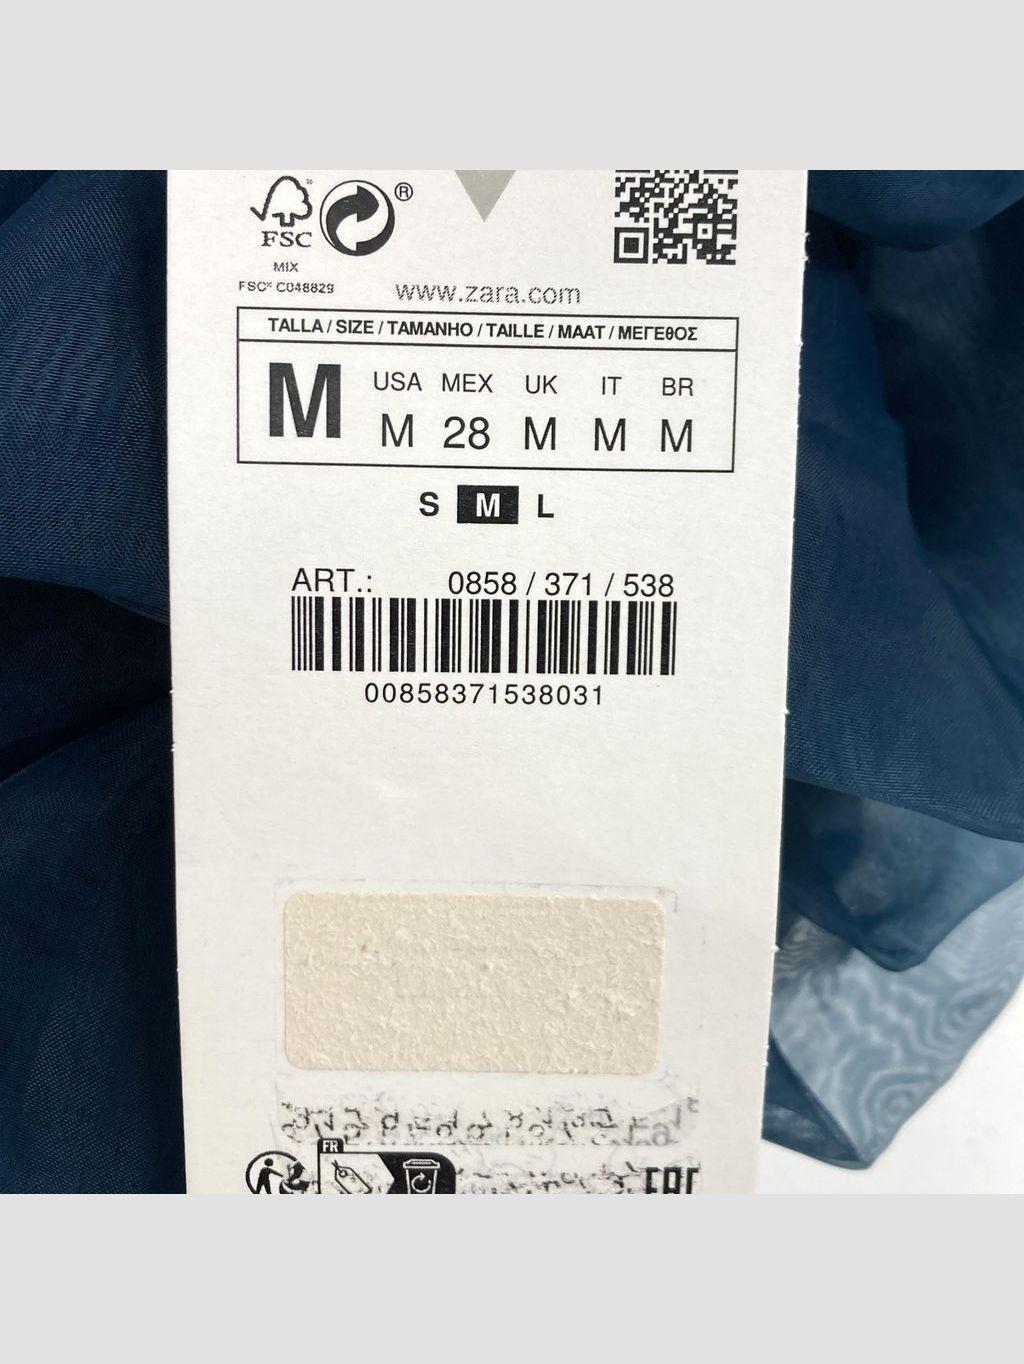 ®
FSC
MIX
FSC® C048829
www.zara.com
TALLA / SIZE / TAMANHO / TAILLE / MAAT / ΜΕΓΕΘΟΣ
M
USA MEX UK IT BR
M 28 M M M
S M L
ART.: 0858 / 371 / 538
00858371538031
FR